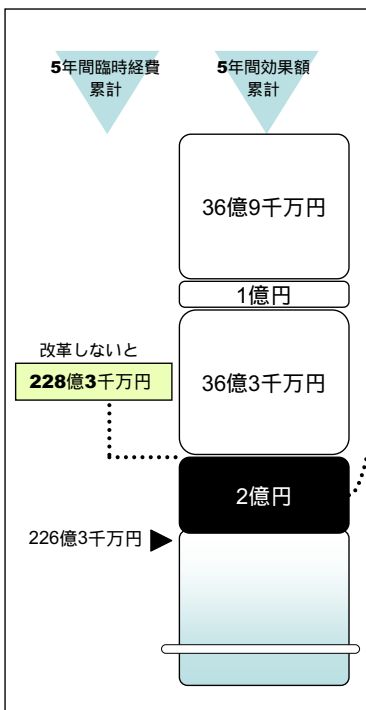 5年間臨時経費
累計
5年間効果額
累計
36億9千万円
1億円
改革しないと
228億3千万円
36億3千万円
2億円
226億3千万円